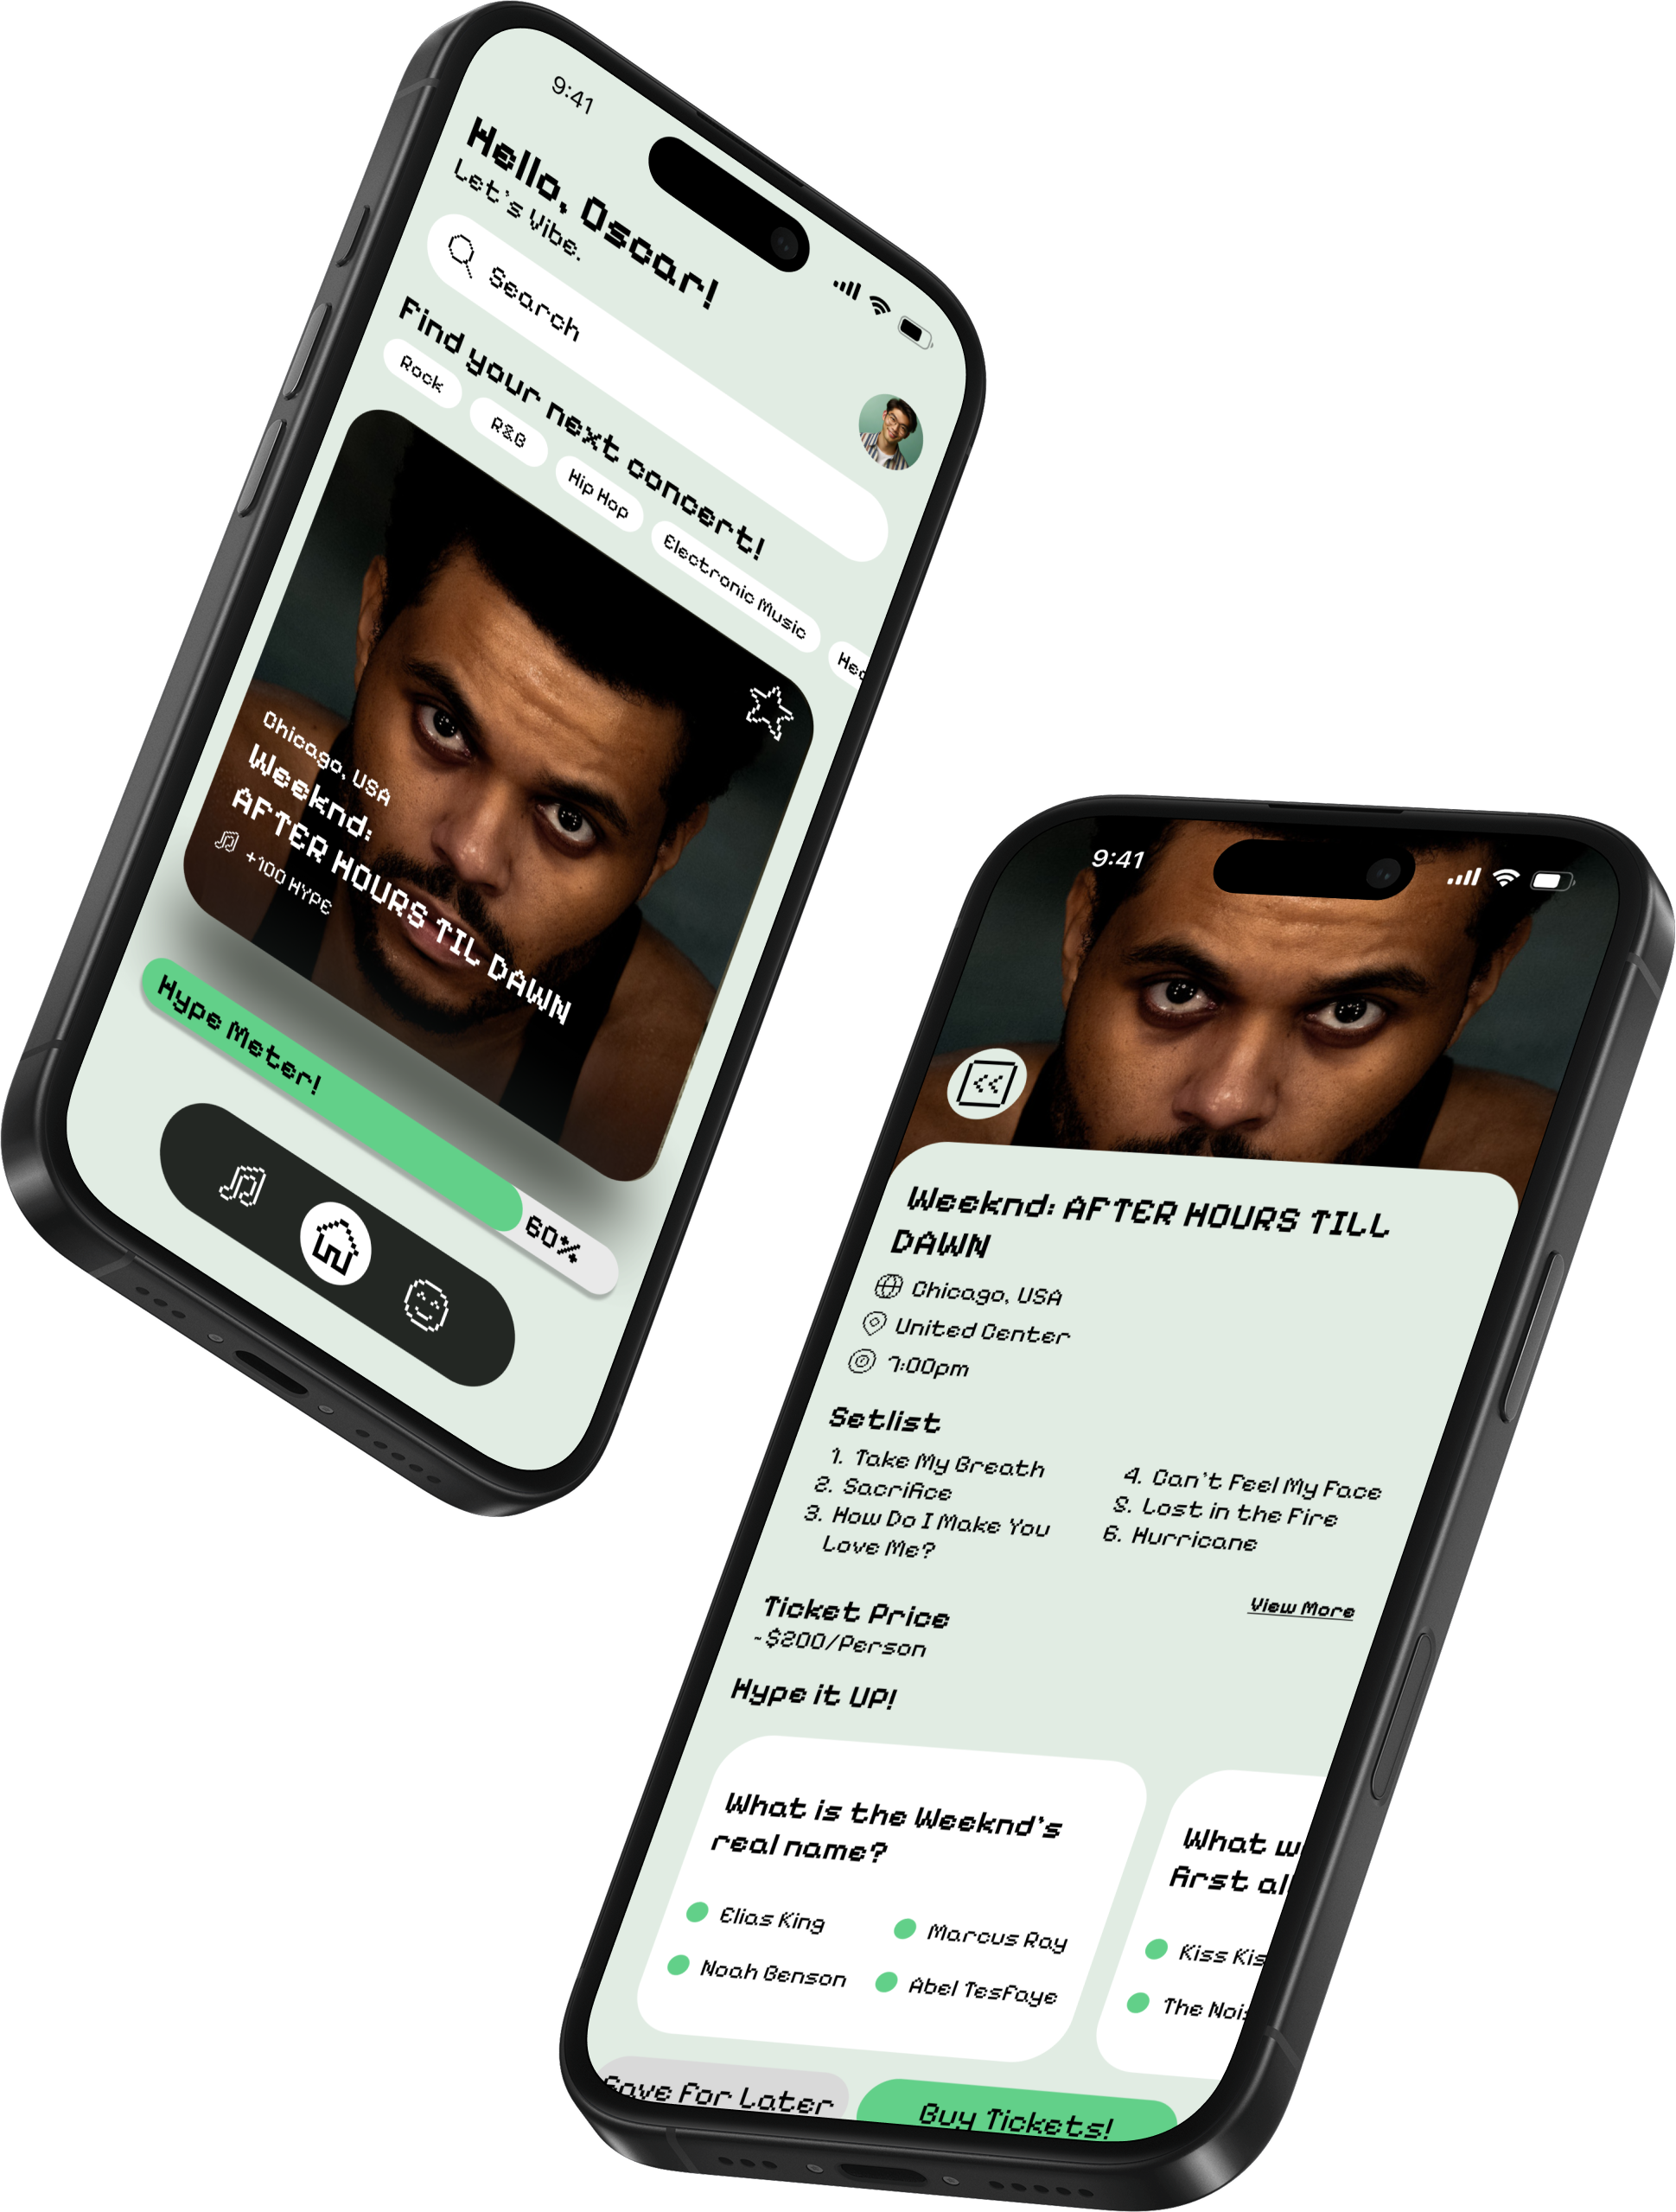 9:41
Hello, Oscar!
Let's Vibe.
Search
Find your next concert!
Rock
R&B
Hip Hop
Electronic Music
Hea
Chicago, USA
Weeknd:
AFTER HOURS TIL DAWN
+100 HYPE
Hype Meter!
60%
9:41
Weeknd: AFTER HOURS TILL
DAWN
Chicago, USA
United Center
7:00pm
Setlist
1. Take My Breath
2. Sacrifice
3. How Do I Make You
Love Me?
4. Can't Feel My Face
5. Lost in the Fire
6. Hurricane
View More
Ticket Price
~$200/Person
Hype it UP!
What is the Weeknd's
real name?
Elias King
Marcus Ray
Noah Benson
Abel Tesfaye
What w
first al
Kiss Kis
The Noi
Save for Later
Buy Tickets!